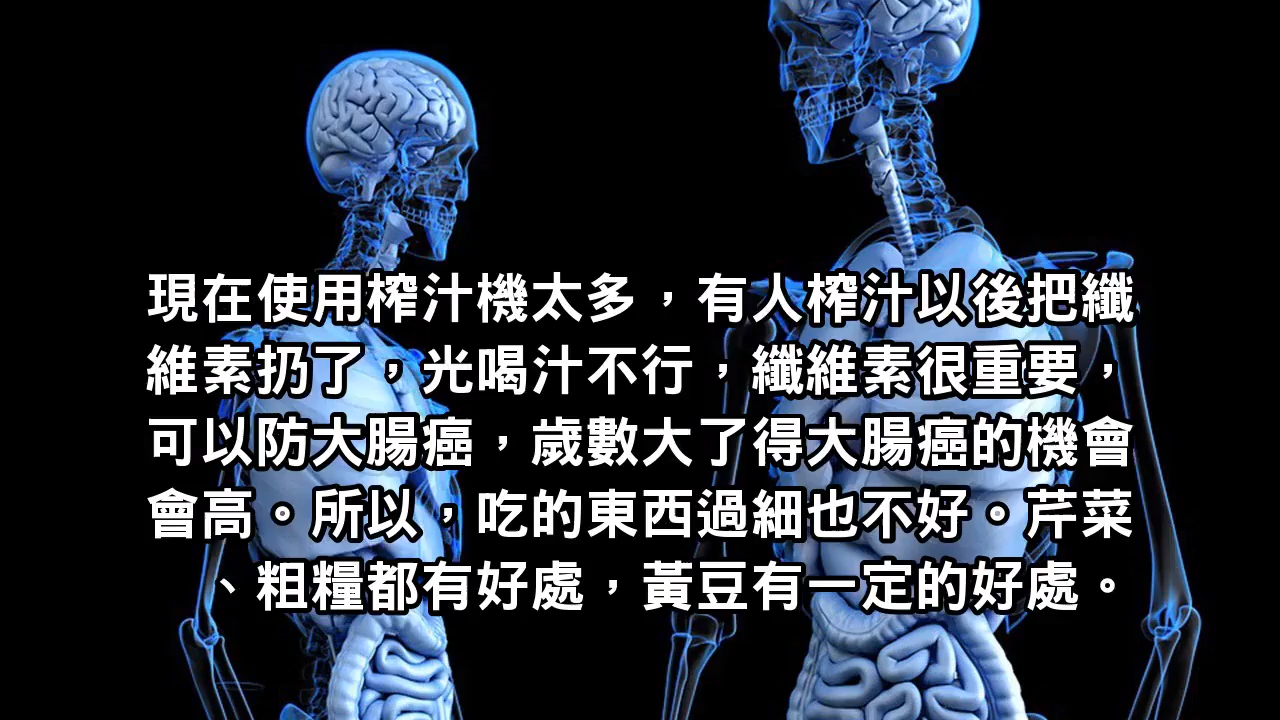 現在使用榨汁機太多，有人榨汁以後把纖
維素扔了，光喝汁不行，纖維素很重要，
可以防大腸癌，歲數大了得大腸癌的機會
會高。所以，吃的東西過細也不好。芹菜
、粗糧都有好處，黃豆有一定的好處。